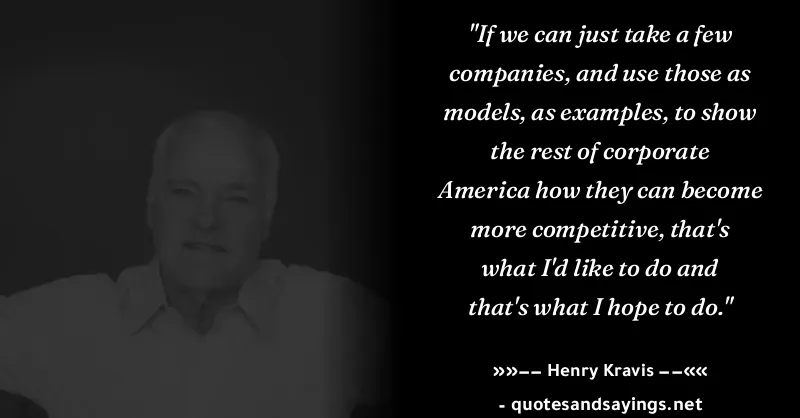 "If we can just take a few
companies, and use those as
models, as examples, to show
the rest of corporate
America how they can become
more competitive, that's
what I'd like to do and
that's what I hope to do."
»»–– Henry Kravis ––««
- quotesandsayings.net